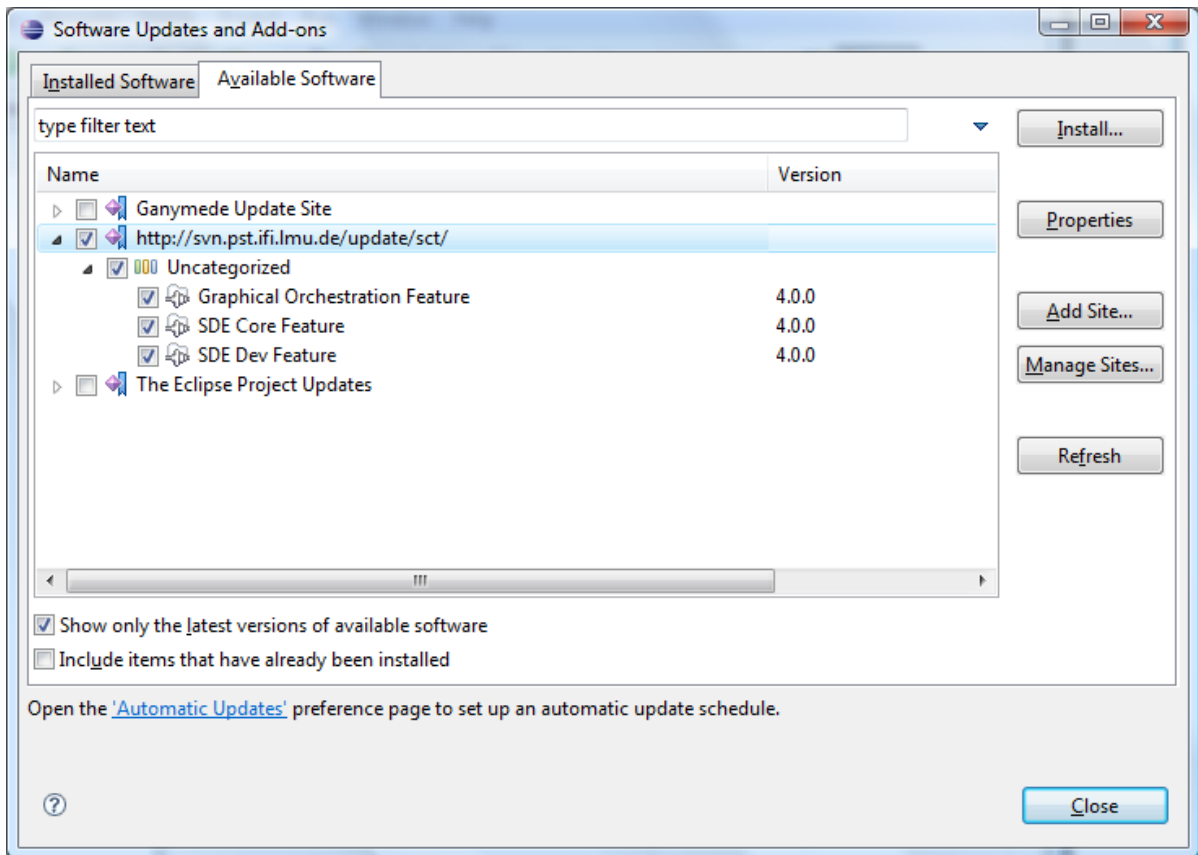 Software Updates and Add-ons
Installed Software
Available Software
type filter text
Install...
Name Version
Ganymede Update Site
Properties
http://svn.pst.ifi.lmu.de/update/sct/
Uncategorized
Graphical Orchestration Feature 4.0.0
Add Site...
SDE Core Feature 4.0.0
SDE Dev Feature 4.0.0
Manage Sites...
The Eclipse Project Updates
Refresh
Show only the latest versions of available software
Include items that have already been installed
Open the 'Automatic Updates' preference page to set up an automatic update schedule.
Close